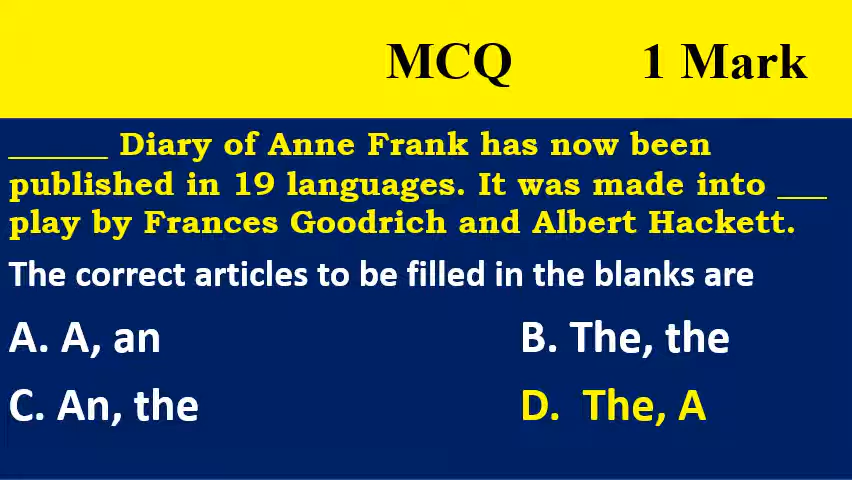 MCQ 1 Mark
______ Diary of Anne Frank has now been
published in 19 languages. It was made into ___
play by Frances Goodrich and Albert Hackett.
The correct articles to be filled in the blanks are
A. A, an B. The, the
C. An, the D. The, A